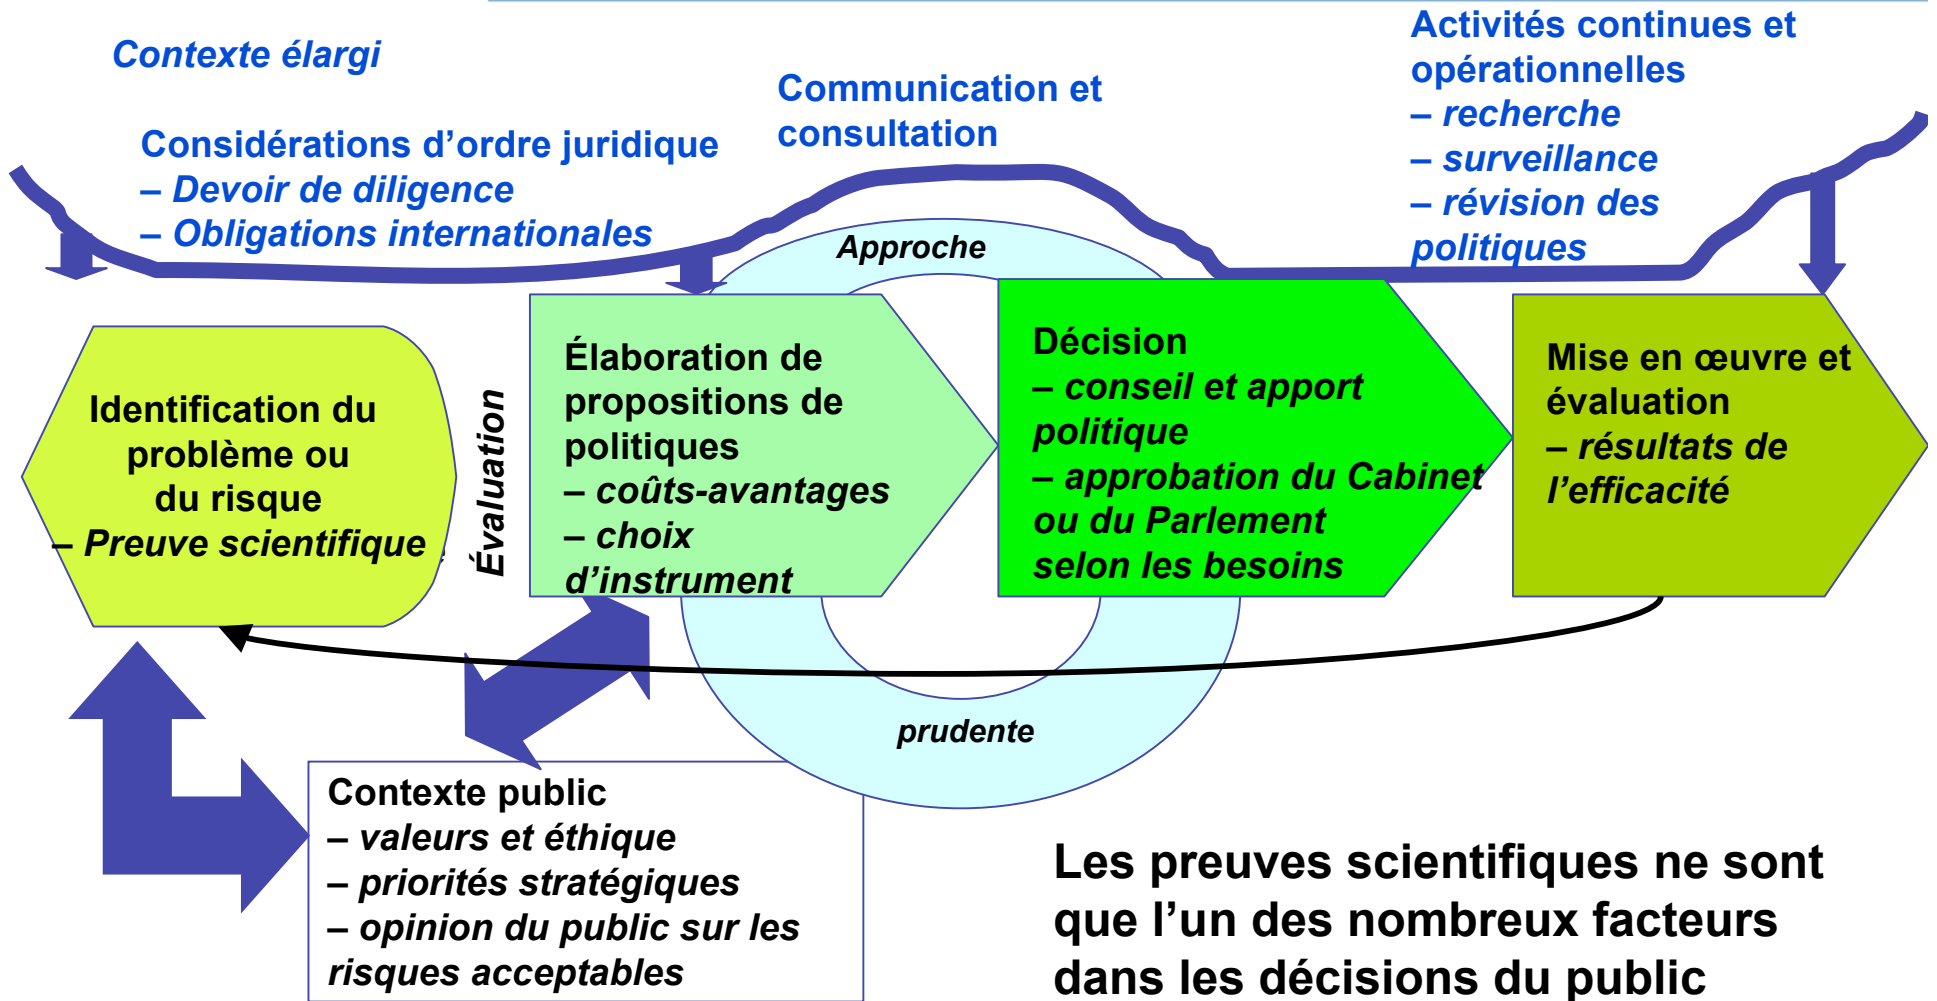 Contexte élargi
Considérations d’ordre juridique
– Devoir de diligence
– Obligations internationales
Communication et
consultation
Activités continues et
opérationnelles
– recherche
– surveillance
– révision des
politiques
Approche
Identification du
problème ou
du risque
– Preuve scientifique
Évaluation
Élaboration de
propositions de
politiques
– coûts-avantages
– choix
d’instrument
Décision
– conseil et apport
politique
– approbation du Cabinet
ou du Parlement
selon les besoins
Mise en œuvre et
évaluation
– résultats de
l’efficacité
prudente
Contexte public
– valeurs et éthique
– priorités stratégiques
– opinion du public sur les
risques acceptables
Les preuves scientifiques ne sont
que l’un des nombreux facteurs
dans les décisions du public